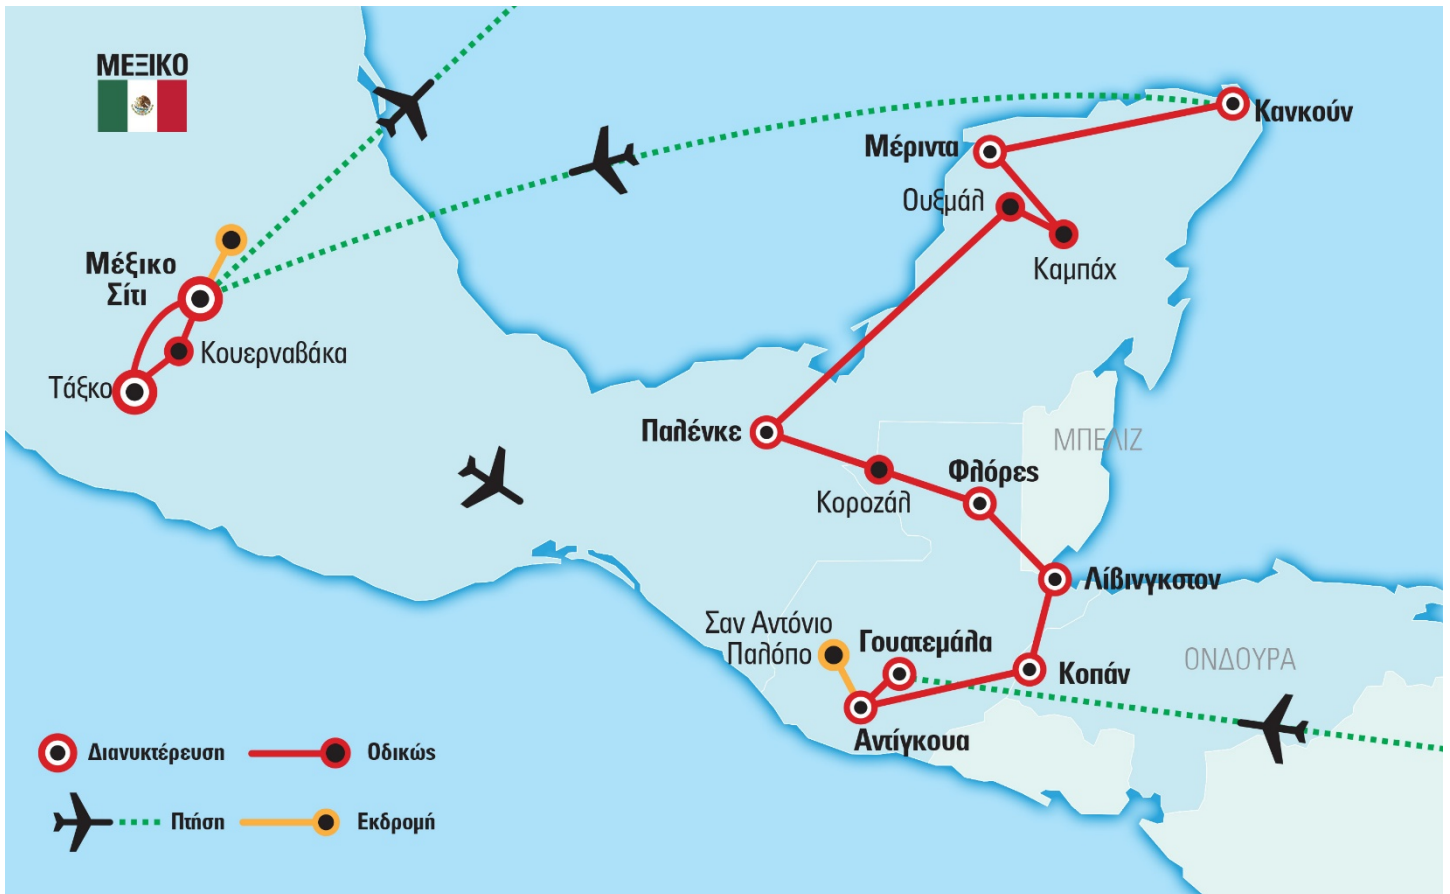 ΜΕΞΙΚΟ
Κανκούν
Μέριντα
Ουξμάλ
Καμπάχ
Μέξικο
Σίτι
Κουερναβάκα
Τάξκο
Παλένκε
ΜΠΕΛΙΖ
Φλόρες
Κοροζάλ
Λίβινγκστον
Σαν Αντόνιο
Παλόπο
Γουατεμάλα
Κοπάν
ΟΝΔΟΥΡΑ
Αντίγκουα
Διανυκτέρευση
Οδικώς
Πτήση
Εκδρομή